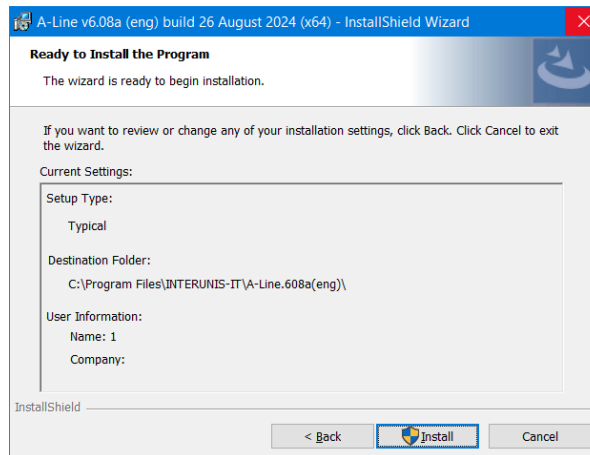 A-Line v6.08a (eng) build 26 August 2024 (x64) - InstallShield Wizard
Ready to Install the Program
The wizard is ready to begin installation.
If you want to review or change any of your installation settings, click Back. Click Cancel to exit
the wizard.
Current Settings:
Setup Type:
Typical
Destination Folder:
C:\Program Files\INTERUNIS-IT\A-Line.608a(eng)\
User Information:
Name: 1
Company:
InstallShield
< Back Install Cancel